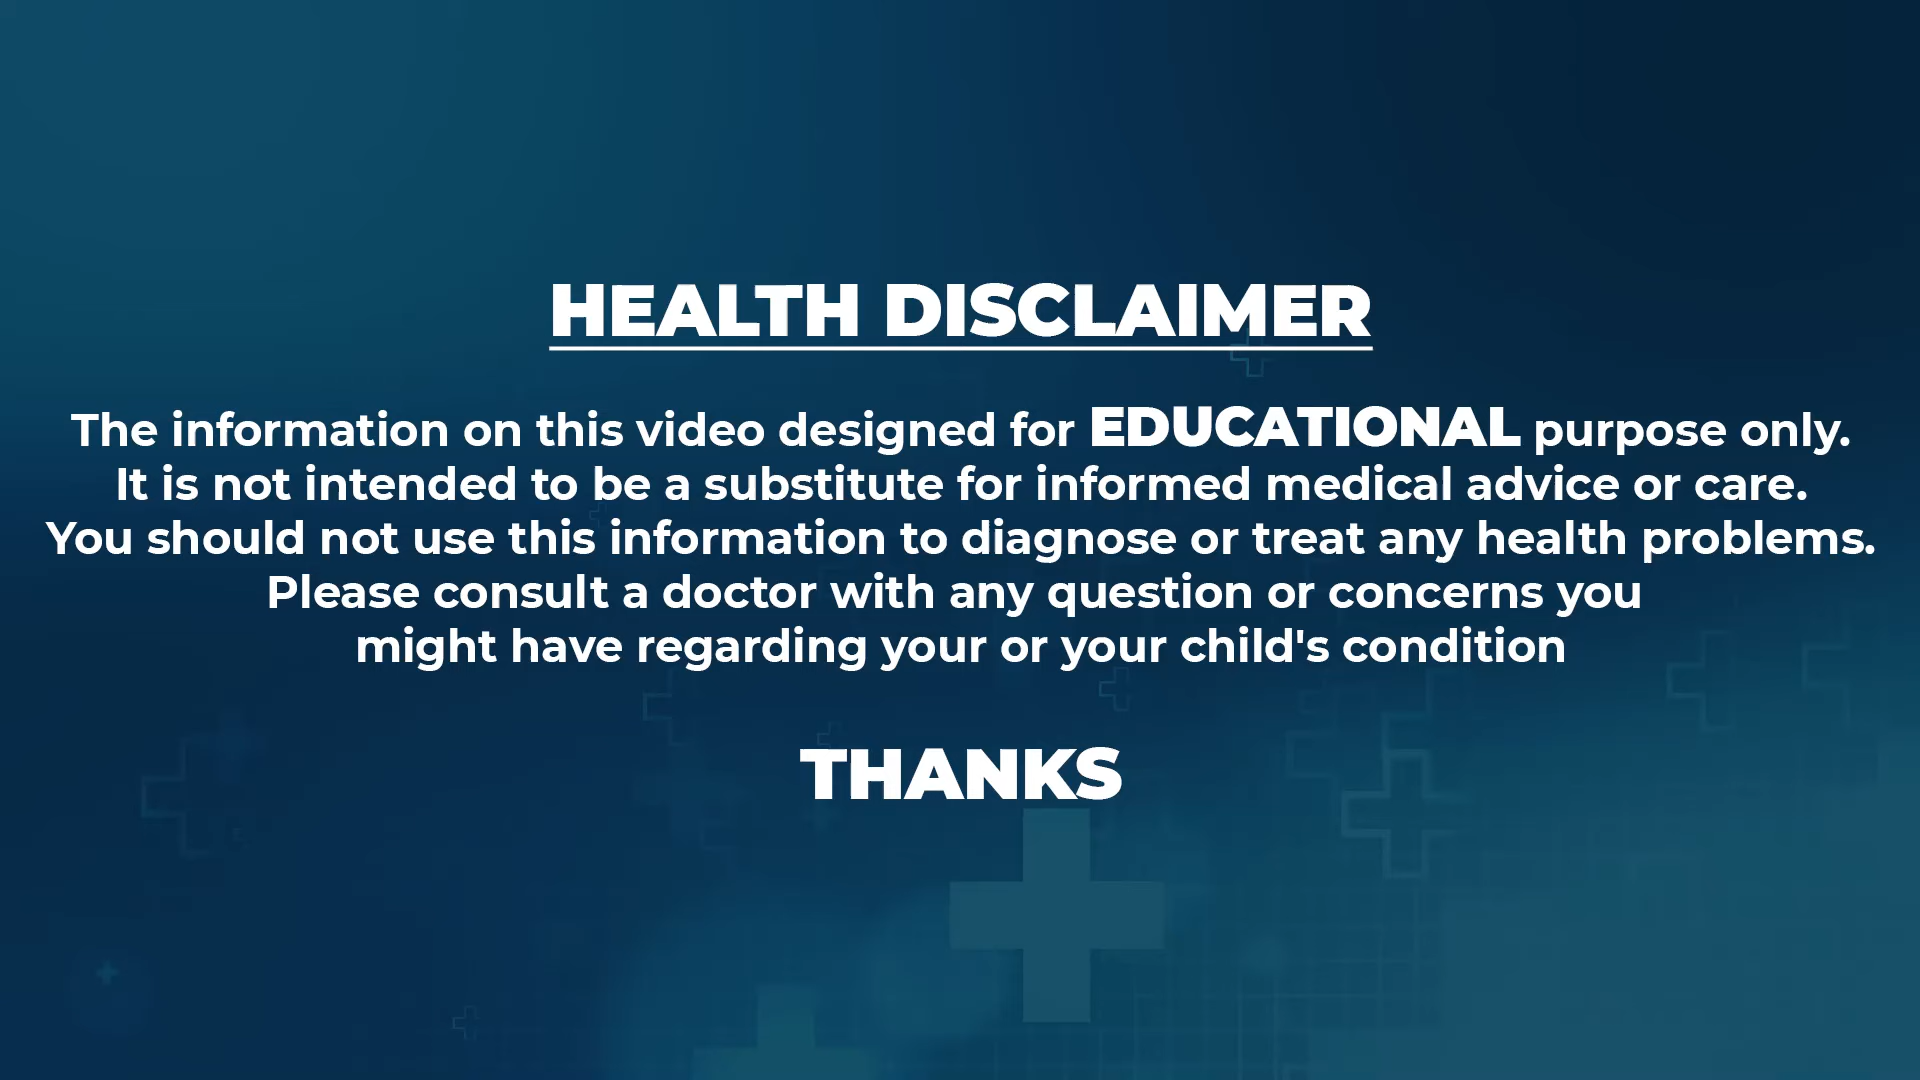 HEALTH DISCLAIMER
The information on this video designed for EDUCATIONAL purpose only.
It is not intended to be a substitute for informed medical advice or care.
You should not use this information to diagnose or treat any health problems.
Please consult a doctor with any question or concerns you
might have regarding your or your child's condition
THANKS